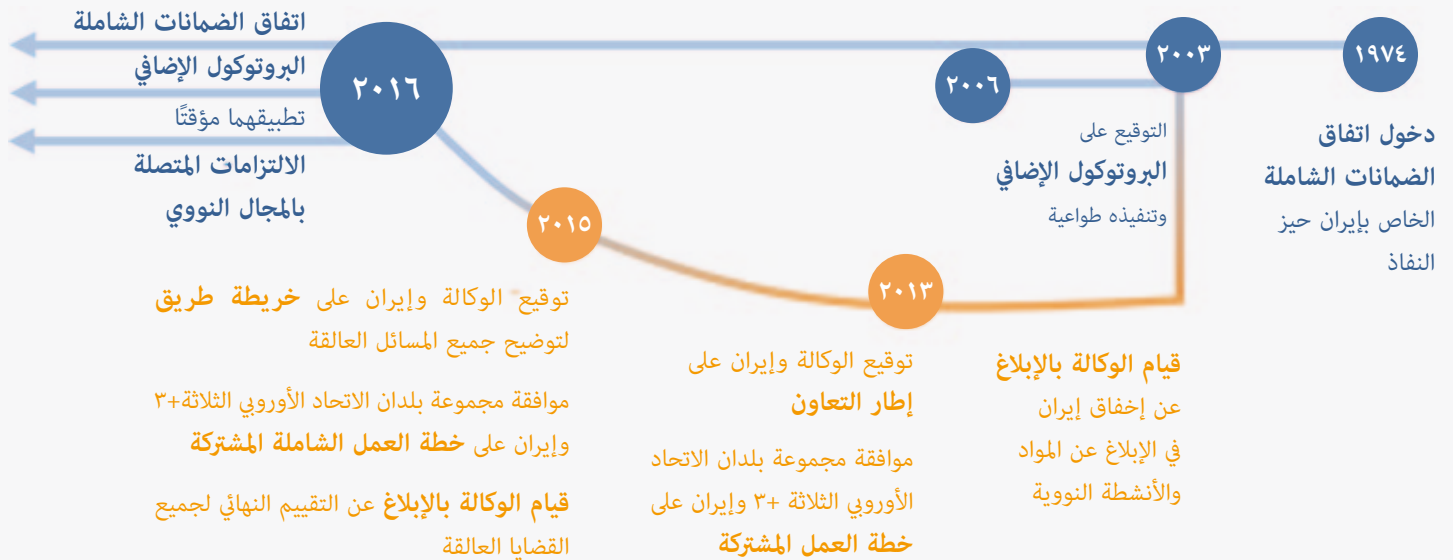 ١٩٧٤
دخول اتفاق
الضمانات الشاملة
الخاص بإيران حيز
النفاذ
٢٠٠٣
التوقيع على
البروتوكول الإضافي
وتنفيذه طواعية
٢٠٠٦
قيام الوكالة بالإبلاغ
عن إخفاق إيران
في الإبلاغ عن المواد
والأنشطة النووية
٢٠١٣
توقيع الوكالة وإيران على
إطار التعاون
موافقة مجموعة بلدان الاتحاد
الأوروبي الثلاثة +٣ وإيران على
خطة العمل المشتركة
٢٠١٥
توقيع الوكالة وإيران على خريطة طريق
لتوضيح جميع المسائل العالقة
موافقة مجموعة بلدان الاتحاد الأوروبي الثلاثة+٣
وإيران على خطة العمل الشاملة المشتركة
قيام الوكالة بالإبلاغ عن التقييم النهائي لجميع
القضايا العالقة
٢٠١٦
اتفاق الضمانات الشاملة
البروتوكول الإضافي
تطبيقهما مؤقتًا
الالتزامات المتصلة
بالمجال النووي